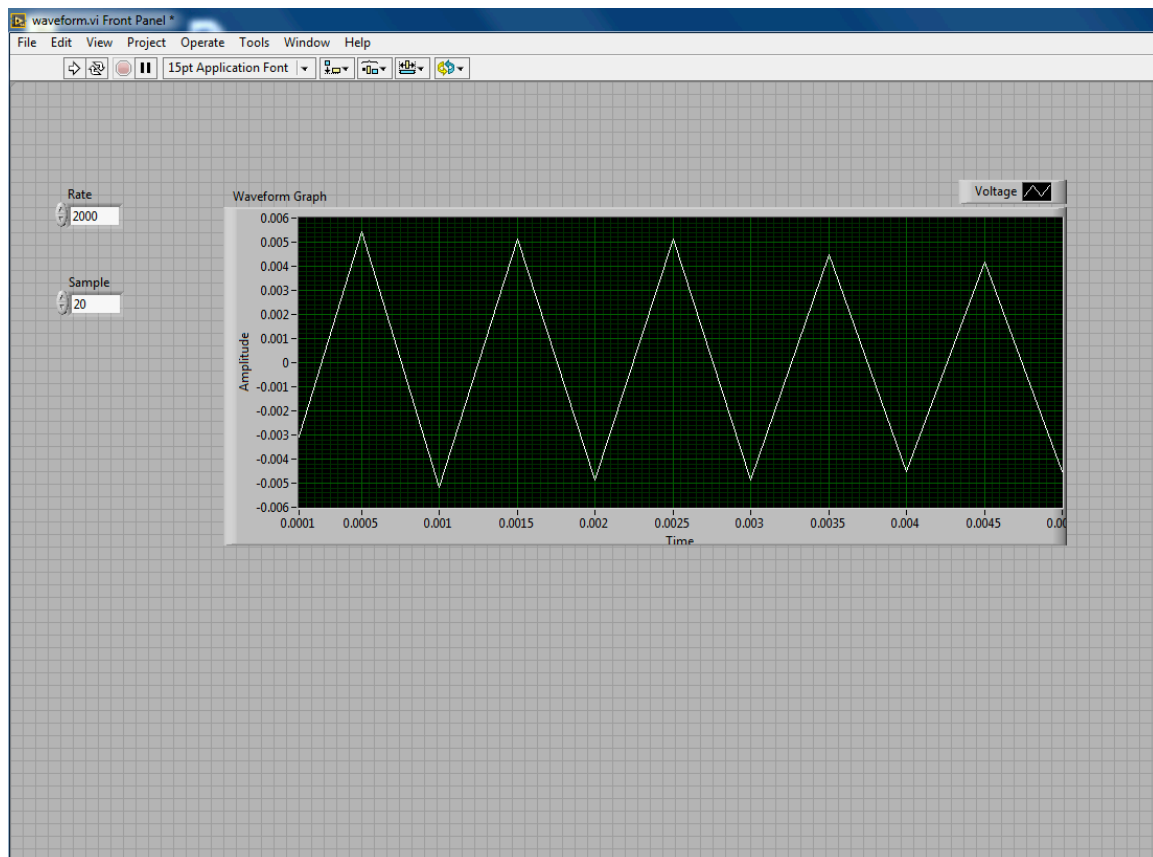 waveform.vi Front Panel *
File Edit View Project Operate Tools Window Help
15pt Application Font
Rate
2000
Sample
20
Waveform Graph
Voltage
0.006
0.005
0.004
0.003
0.002
0.001
0
-0.001
-0.002
-0.003
-0.004
-0.005
-0.006
Amplitude
0.0001 0.0005 0.001 0.0015 0.002 0.0025 0.003 0.0035 0.004 0.0045
Time